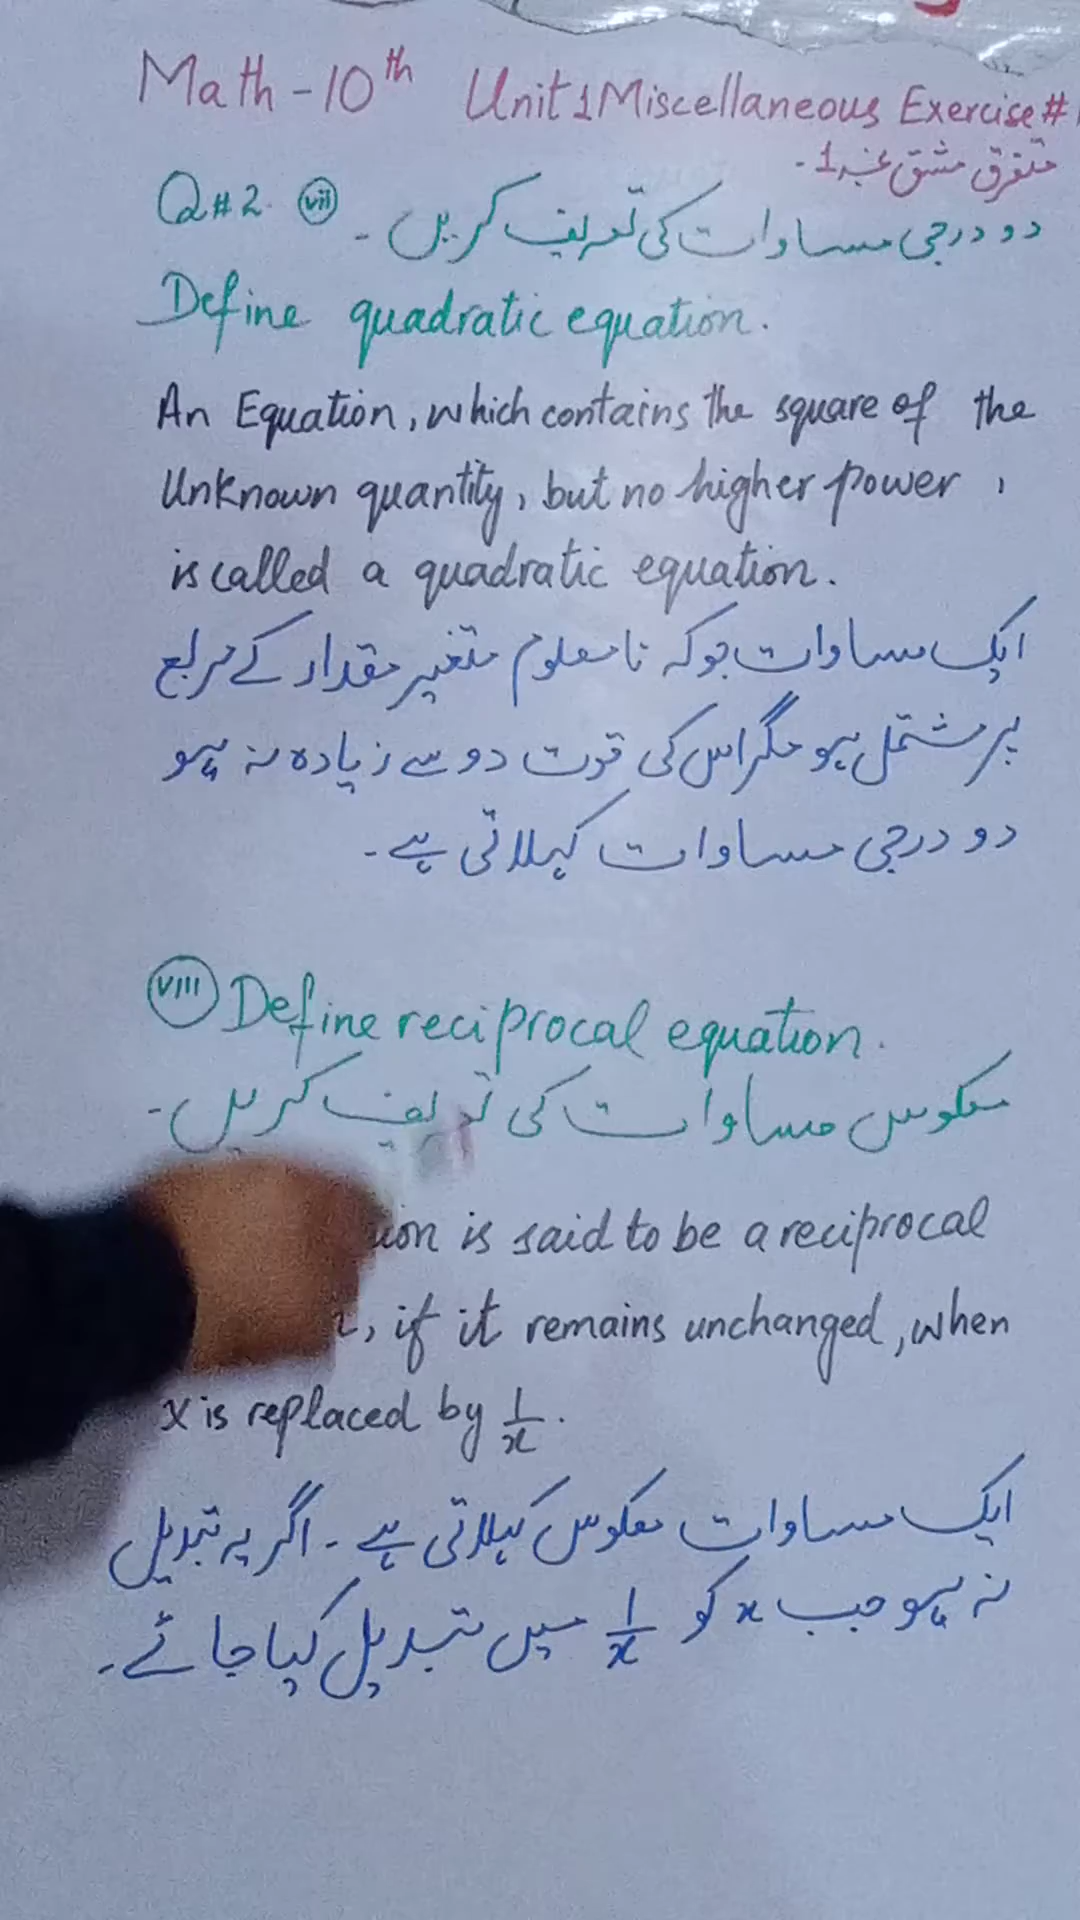 Math - 10th Unit 1 Miscellaneous Exercise #
متفرق مشق نمبر 1-
Q#2. (vii) دو درجی مساوات کی تعریف کریں۔
Define quadratic equation.
An Equation, which contains the square of the
Unknown quantity, but no higher power,
is called a quadratic equation.
ایک مساوات جو کہ نا معلوم متغیر مقدار کے مربع
پر مشتمل ہو مگر اس کی قوت دو سے زیادہ نہ ہو
دو درجی مساوات کہلاتی ہے۔
(VIII) Define reciprocal equation.
معکوس مساوات کی تعریف کریں۔
is said to be a reciprocal
, if it remains unchanged, when
x is replaced by 1/x.
ایک مساوات معکوس کہلاتی ہے۔ اگر یہ تبدیل
نہ ہو جب x کو 1/x میں تبدیل کیا جائے۔